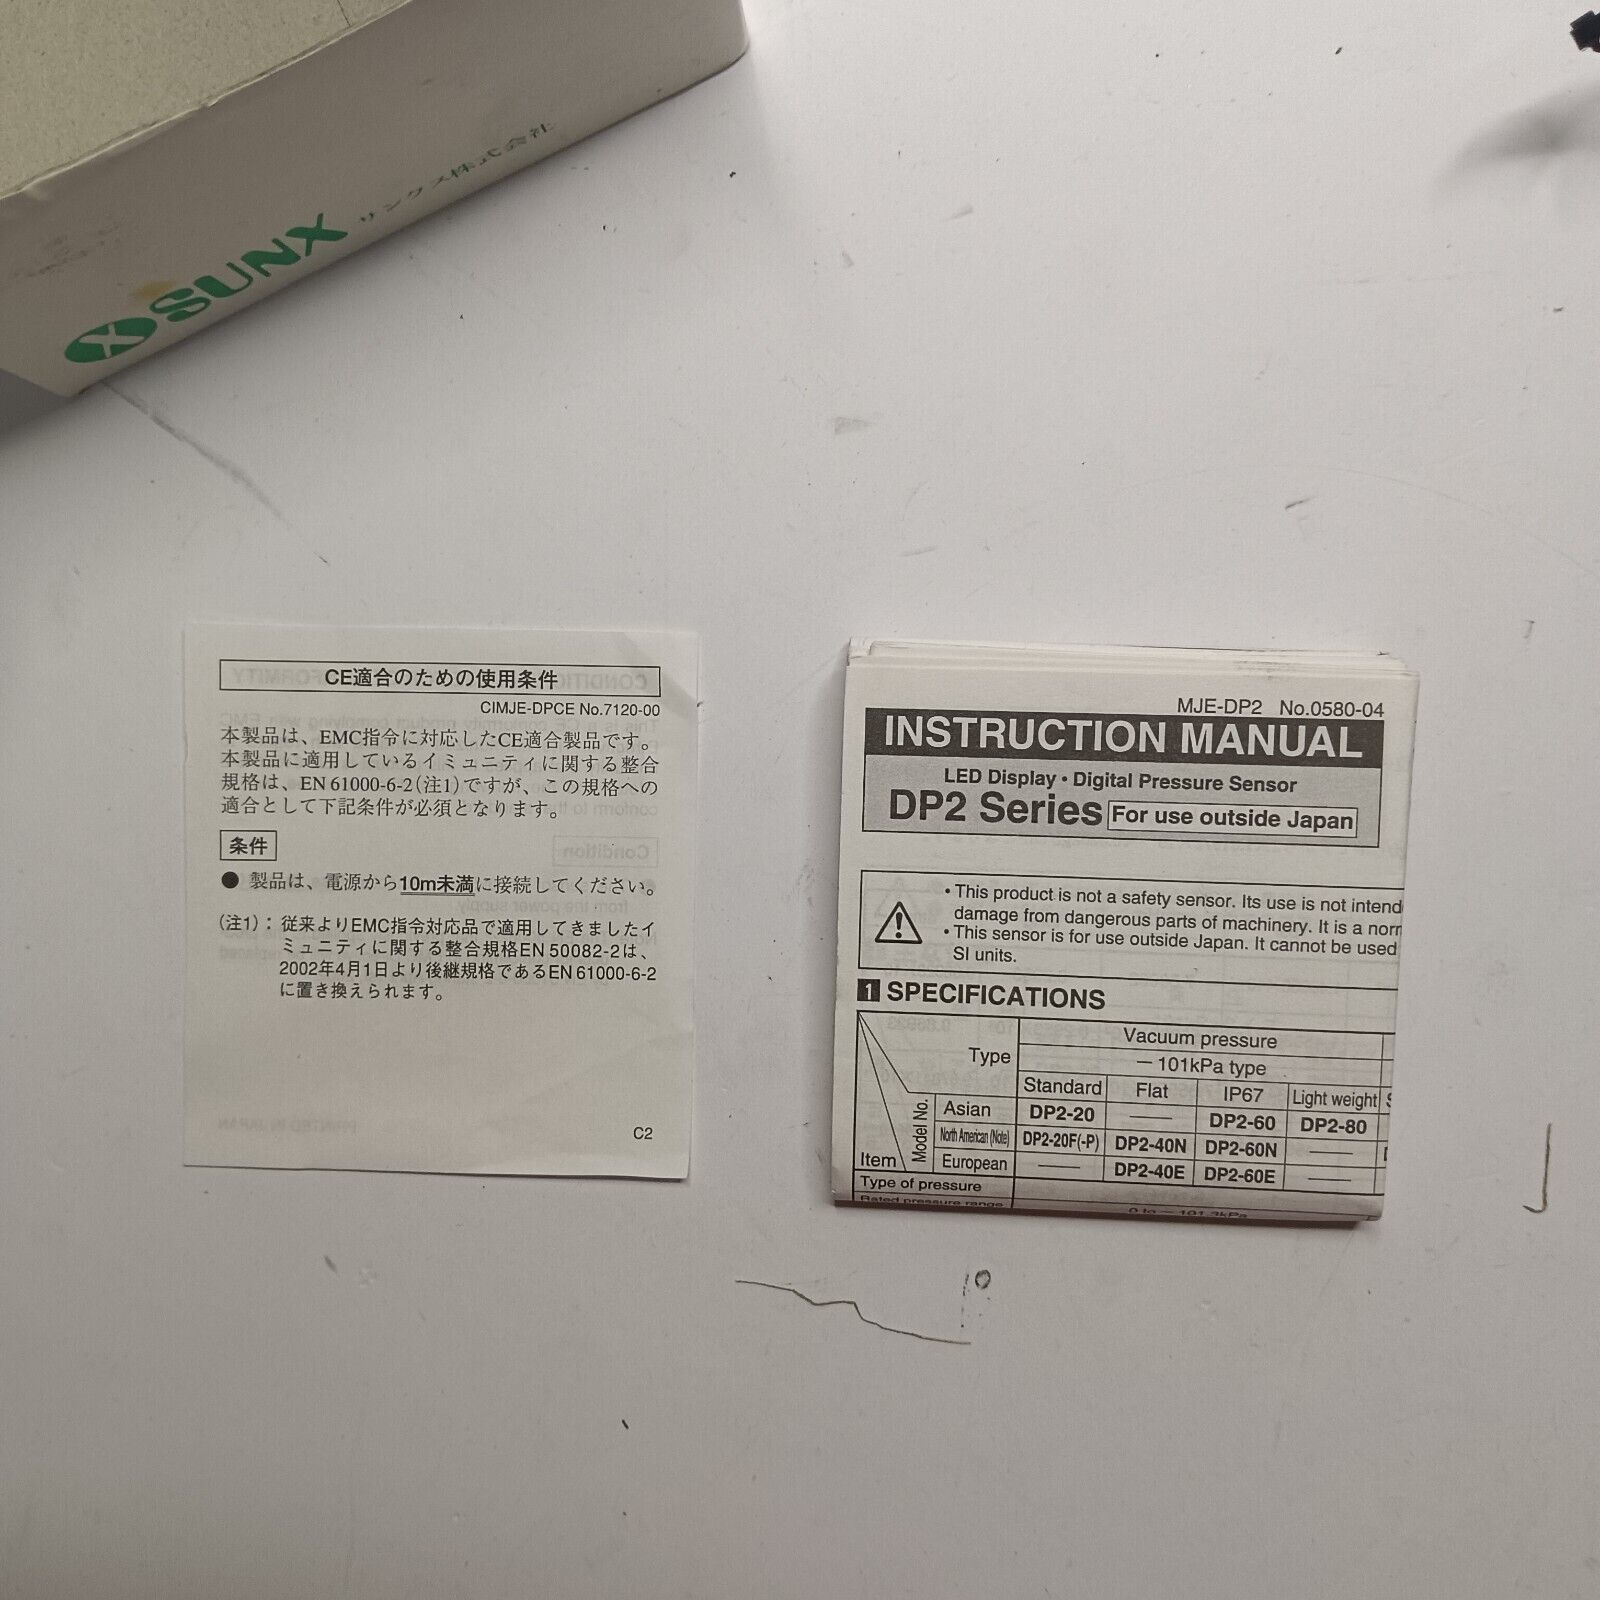 SUNX サンクス株式会社
CE適合のための使用条件
CIMJE-DPCE No.7120-00
本製品は、EMC指令に対応したCE適合製品です。
本製品に適用しているイミュニティに関する整合
規格は、EN 61000-6-2(注1)ですが、この規格への
適合として下記条件が必須となります。
条件
● 製品は、電源から10m未満に接続してください。
(注1)：従来よりEMC指令対応品で適用してきましたイ
ミュニティに関する整合規格EN 50082-2は、
2002年4月1日より後継規格であるEN 61000-6-2
に置き換えられます。
C2
MJE-DP2 No.0580-04
INSTRUCTION MANUAL
LED Display • Digital Pressure Sensor
DP2 Series For use outside Japan
• This product is not a safety sensor. Its use is not intend
damage from dangerous parts of machinery. It is a norr
• This sensor is for use outside Japan. It cannot be used
SI units.
1 SPECIFICATIONS
Vacuum pressure
Type
— 101kPa type
Standard Flat IP67 Light weight
Model No.
Asian DP2-20 —— DP2-60 DP2-80
North American (Note) DP2-20F(-P) DP2-40N DP2-60N ——
Item
European —— DP2-40E DP2-60E ——
Type of pressure
Rated pressure range 0 to — 101.3kPa